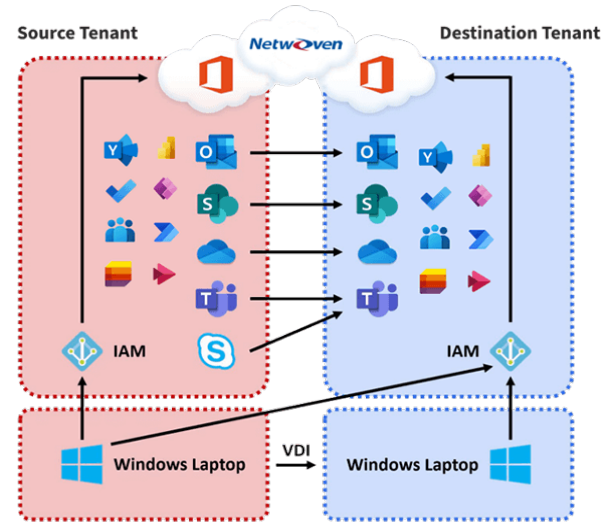 Source Tenant
Netwoven
Destination Tenant
Y
O
O
Y
S
S
T
T
S
IAM
IAM
Windows Laptop
VDI
Windows Laptop